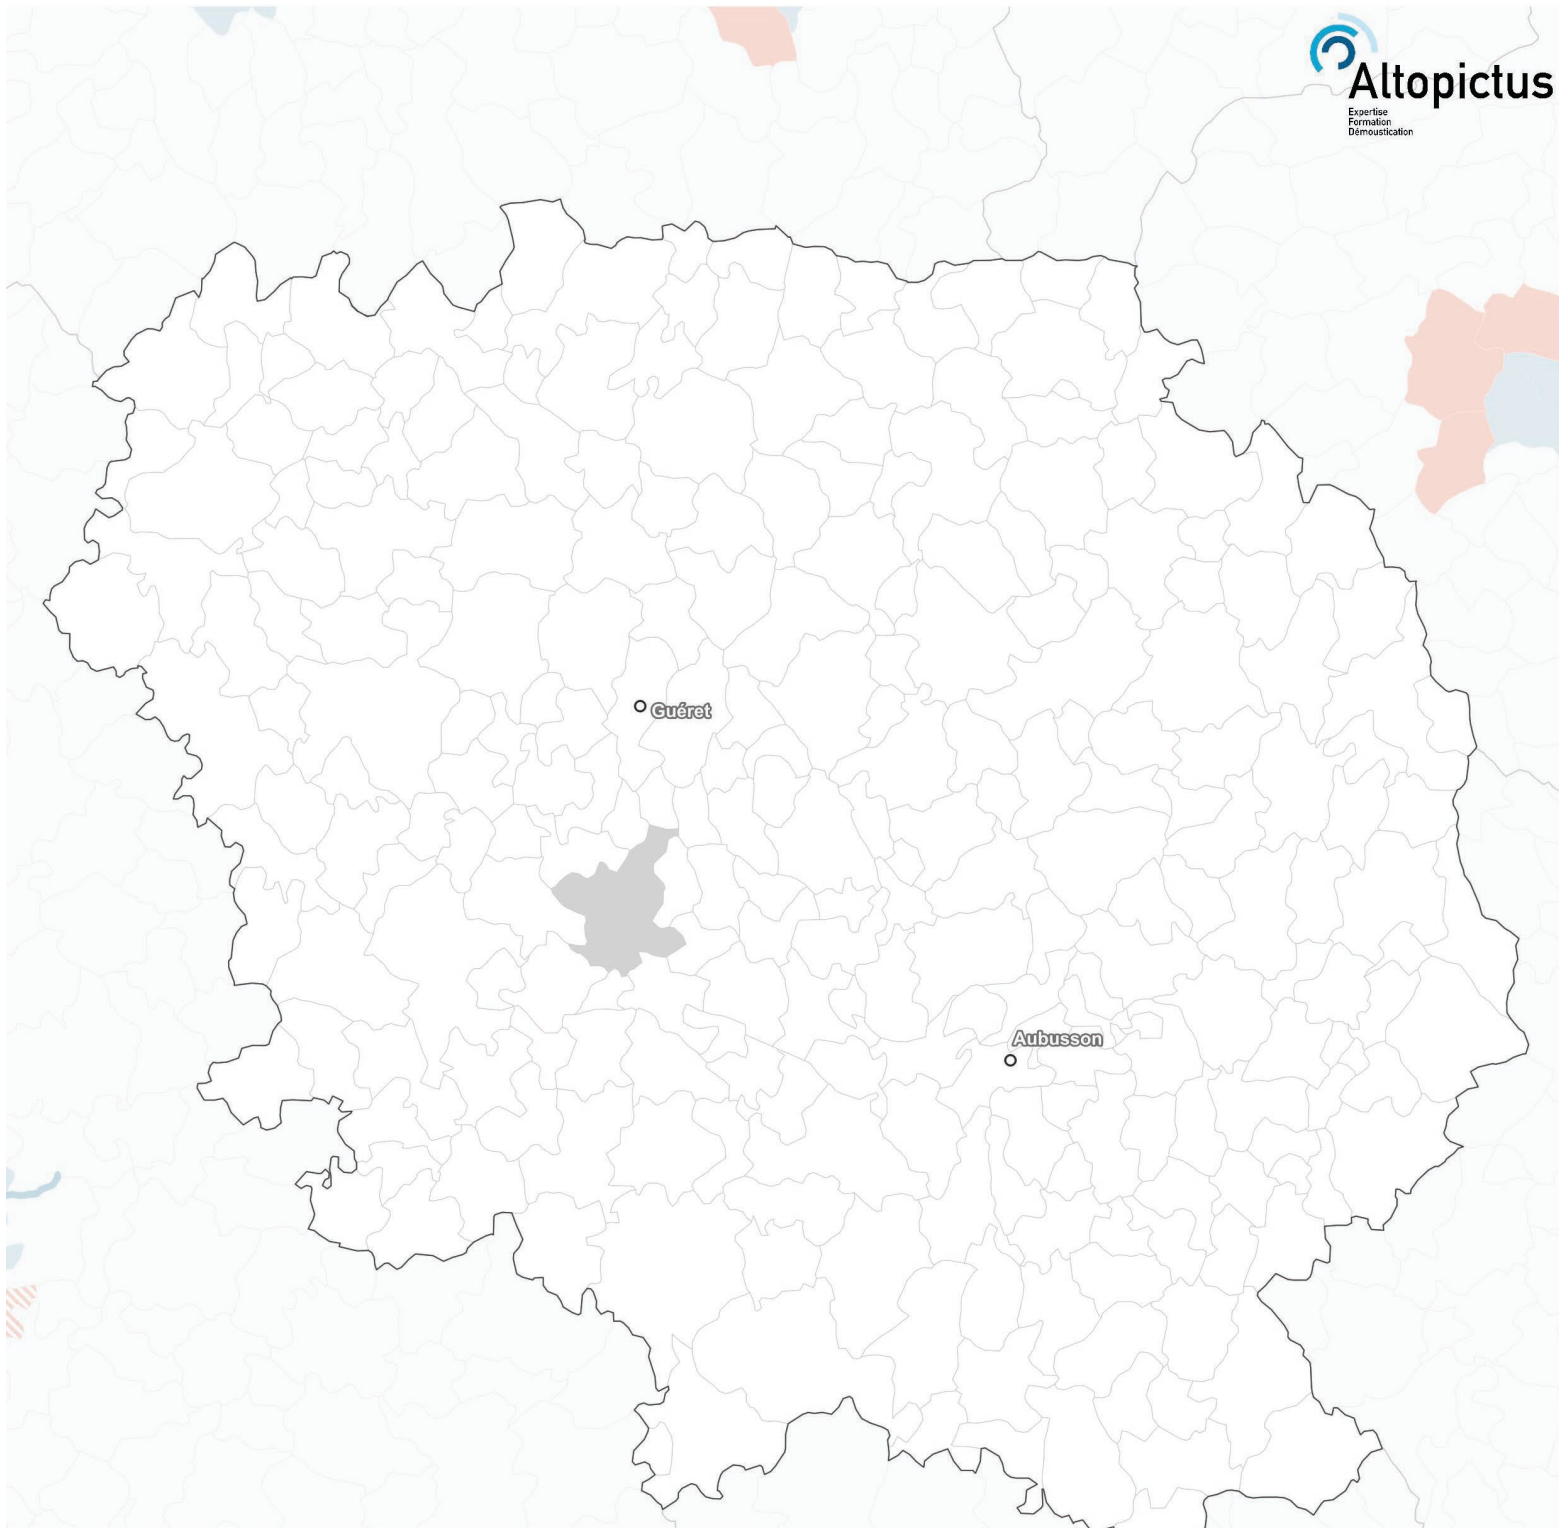 Altopictus
Expertise
Formation
Démoustication
Guéret
Aubusson